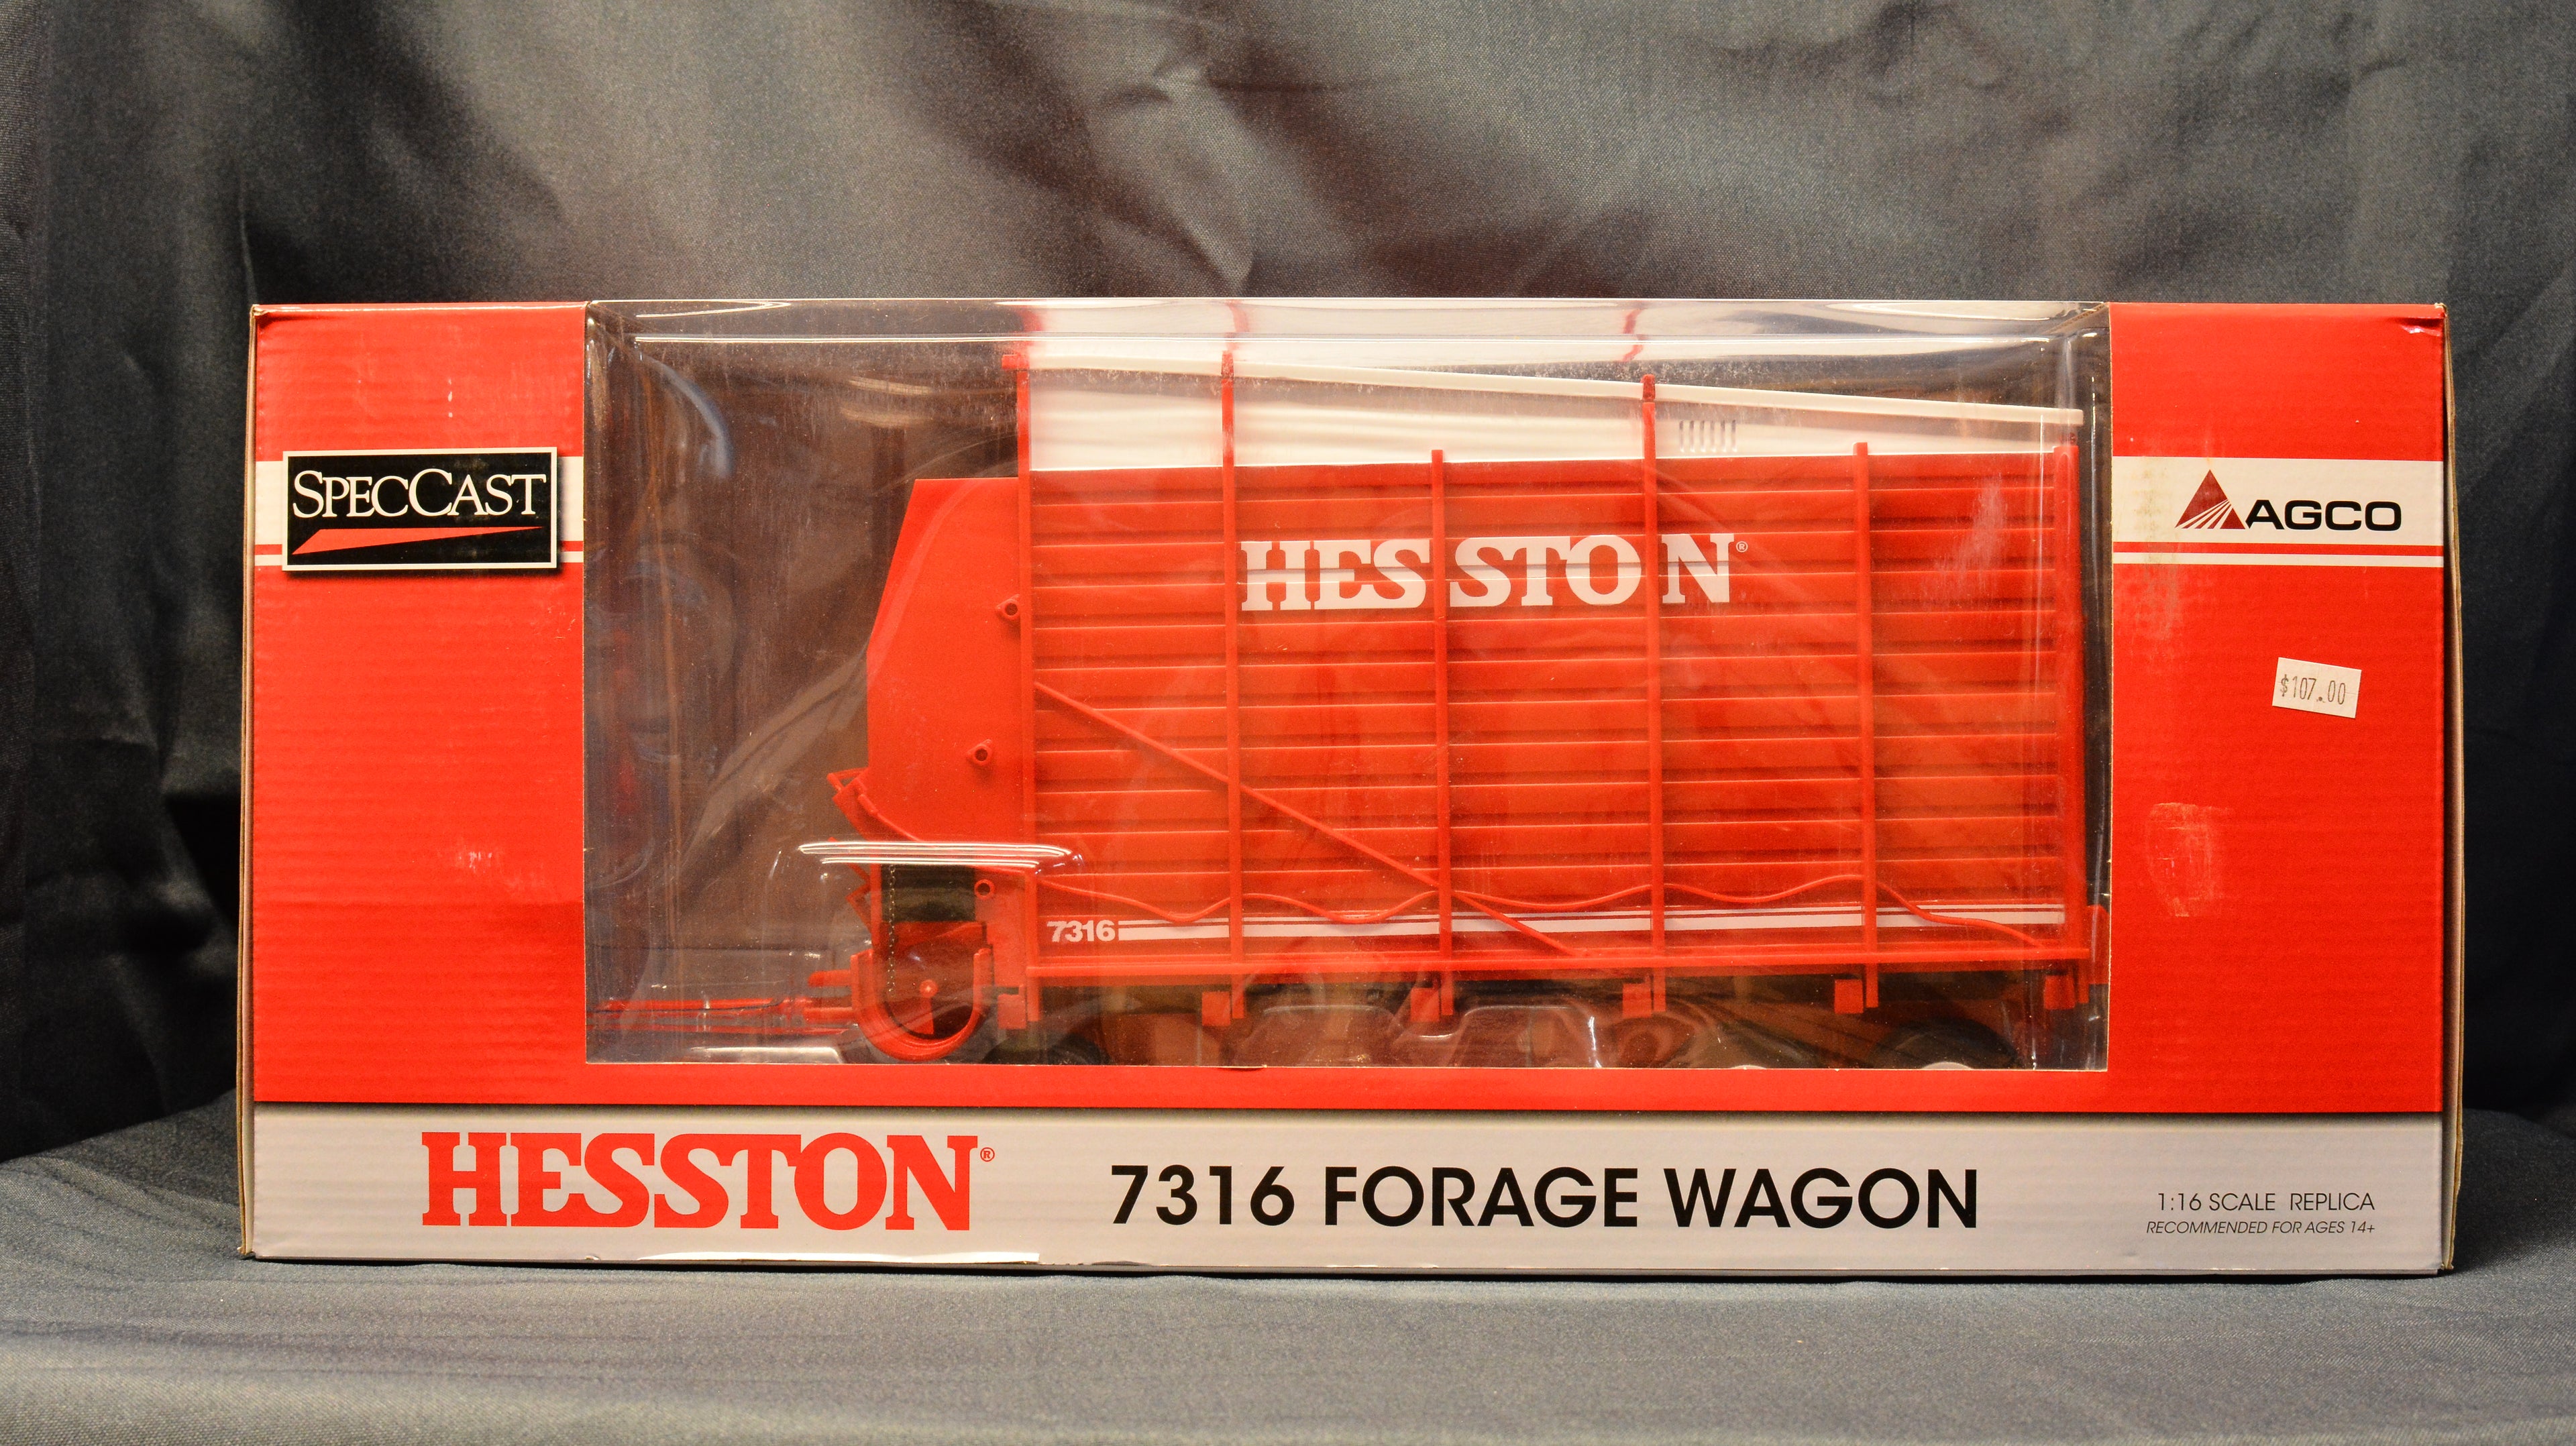 SPECCAST
AGCO
$107.00
HESSTON®
7316
HESSTON®
7316 FORAGE WAGON
1:16 SCALE REPLICA
RECOMMENDED FOR AGES 14+